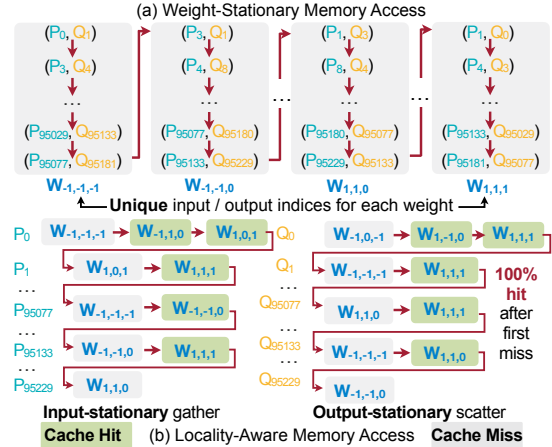 (a) Weight-Stationary Memory Access
(P0, Q1) (P3, Q1) (P1, Q3) (P1, Q0)
(P3, Q4) (P4, Q8) (P8, Q4) (P4, Q3)
... ... ... ... ... ...
(P95029, Q95133) (P95077, Q95180) (P95180, Q95077) (P95133, Q95029)
(P95077, Q95181) (P95133, Q95229) (P95229, Q95133) (P95181, Q95077)
W-1,-1,-1 W-1,-1,0 W1,1,0 W1,1,1
Unique input / output indices for each weight
P0 W-1,-1,-1 W-1,1,0 W1,0,1
P1 W1,0,1 W1,1,1
...
P95077 W-1,-1,-1 W-1,-1,0
...
P95133 W-1,-1,0 W1,1,1
...
P95229 W1,1,0
Input-stationary gather
Q0 W-1,0,-1 W1,-1,0 W1,1,1
Q1 W-1,-1,-1 W1,1,1
...
Q95077 W1,1,0 W1,1,1
...
Q95133 W-1,-1,-1 W1,1,0
...
Q95229 W-1,-1,0
100%
hit
after
first
miss
Output-stationary scatter
Cache Hit (b) Locality-Aware Memory Access Cache Miss